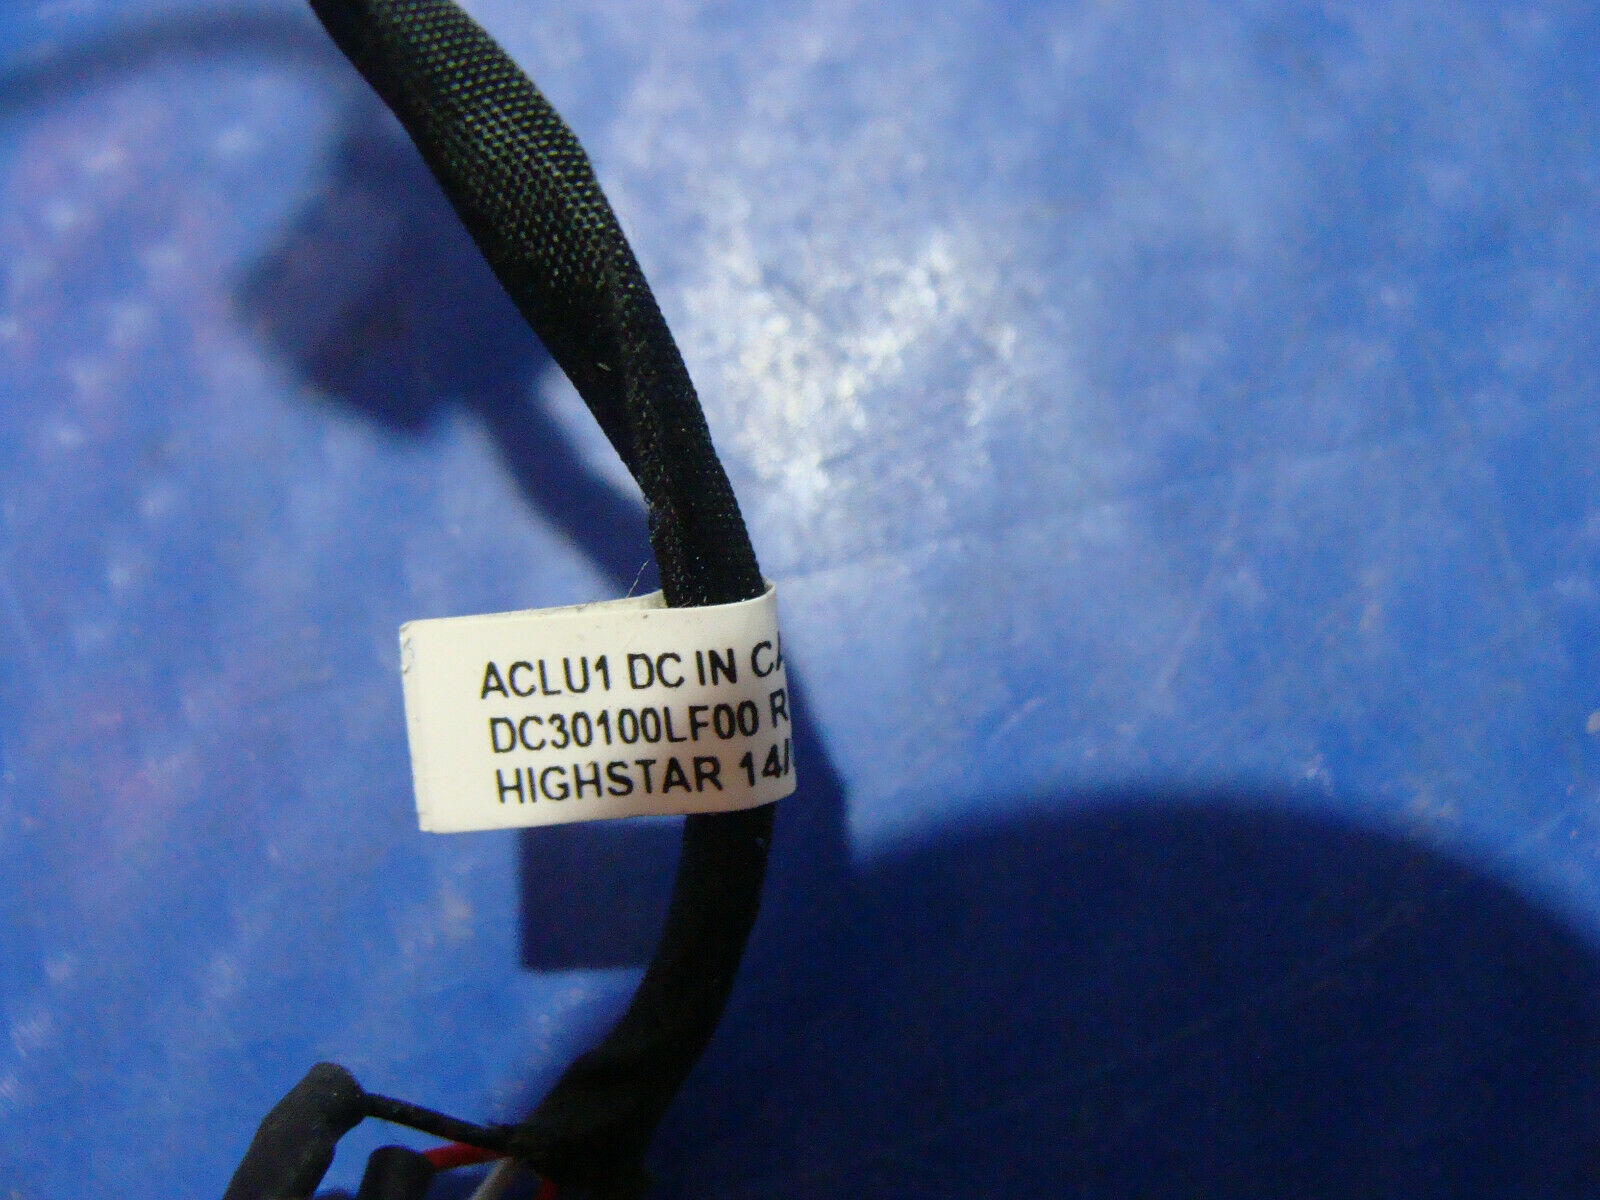 ACLU1 DC IN CA
DC30100LF00 R
HIGHSTAR 14/